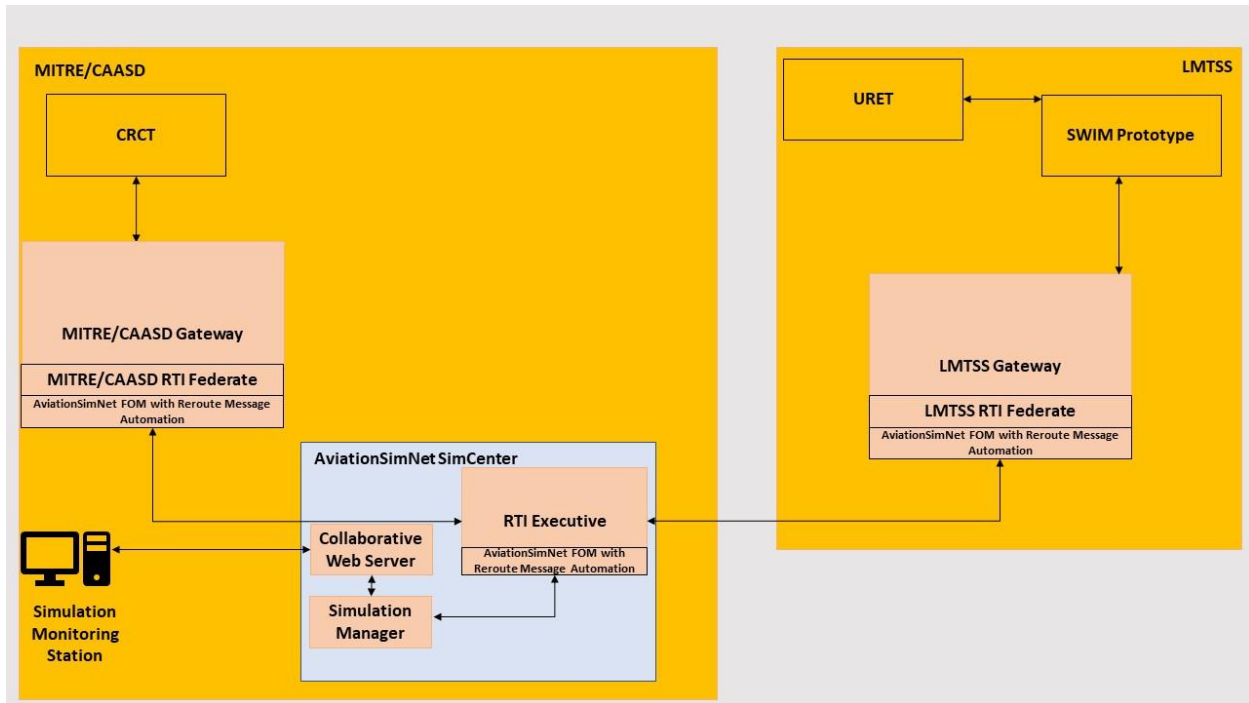 MITRE/CAASD
CRCT
MITRE/CAASD Gateway
MITRE/CAASD RTI Federate
AviationSimNet FOM with Reroute Message
Automation
AviationSimNet SimCenter
RTI Executive
AviationSimNet FOM with
Reroute Message Automation
Collaborative
Web Server
Simulation
Manager
Simulation
Monitoring
Station
LMTSS
URET
SWIM Prototype
LMTSS Gateway
LMTSS RTI Federate
AviationSimNet FOM with Reroute Message
Automation